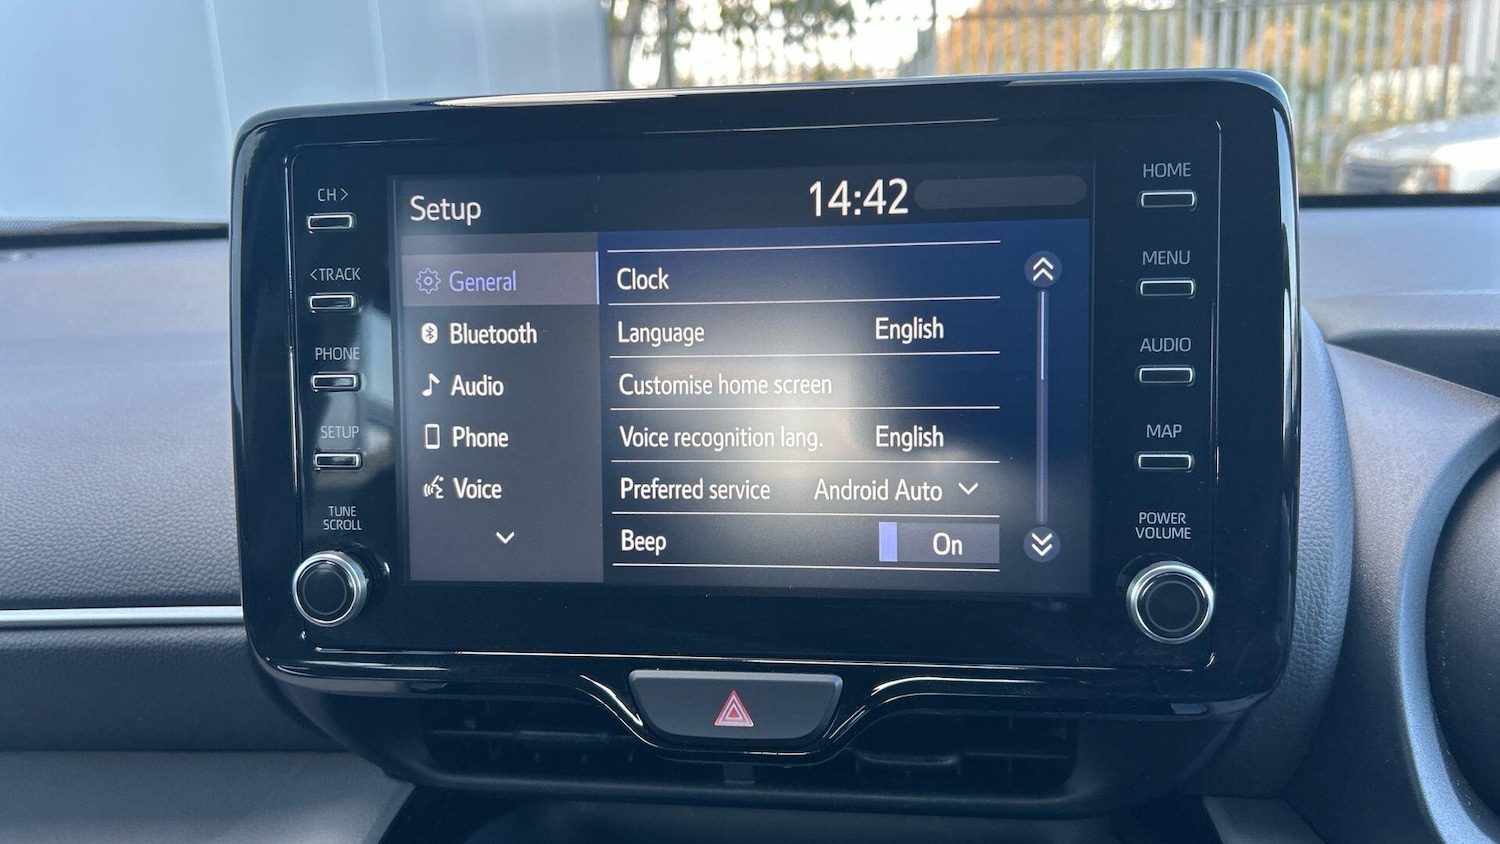 CH >
< TRACK
PHONE
SETUP
TUNE
SCROLL
Setup
14:42
General
Bluetooth
Audio
Phone
Voice
Clock
Language English
Customise home screen
Voice recognition lang. English
Preferred service Android Auto
Beep On
HOME
MENU
AUDIO
MAP
POWER
VOLUME